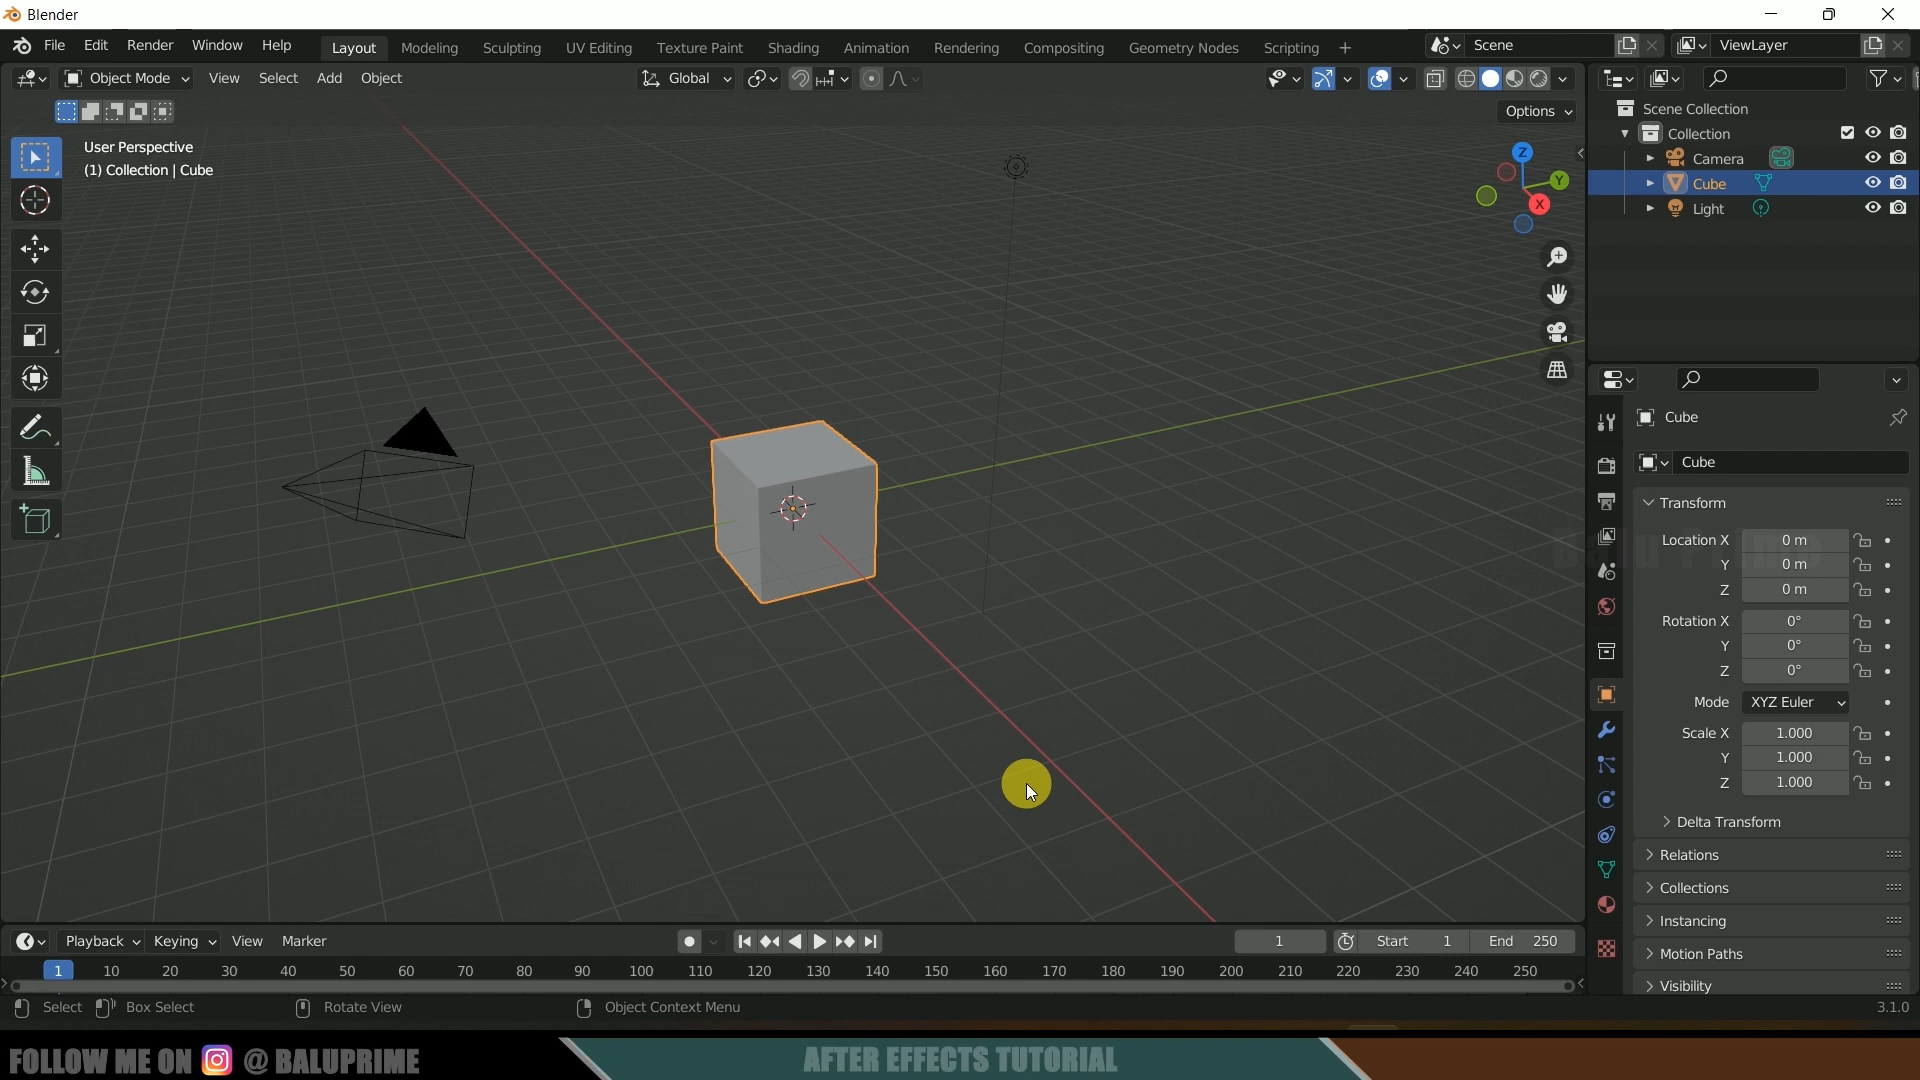 Blender
File Edit Render Window Help Layout Modeling Sculpting UV Editing Texture Paint Shading Animation Rendering Compositing Geometry Nodes Scripting + Scene ViewLayer
Object Mode View Select Add Object Global
Options
User Perspective
(1) Collection | Cube
Z
Y
X
Scene Collection
Collection
Camera
Cube
Light
Cube
Cube
Transform
Location X 0 m
Y 0 m
Z 0 m
Rotation X 0°
Y 0°
Z 0°
Mode XYZ Euler
Scale X 1.000
Y 1.000
Z 1.000
Delta Transform
Relations
Collections
Instancing
Motion Paths
Visibility
Playback Keying View Marker 1 Start 1 End 250
1 10 20 30 40 50 60 70 80 90 100 110 120 130 140 150 160 170 180 190 200 210 220 230 240 250
Select Box Select Rotate View Object Context Menu 3.1.0
FOLLOW ME ON @ BALUPRIME
AFTER EFFECTS TUTORIAL